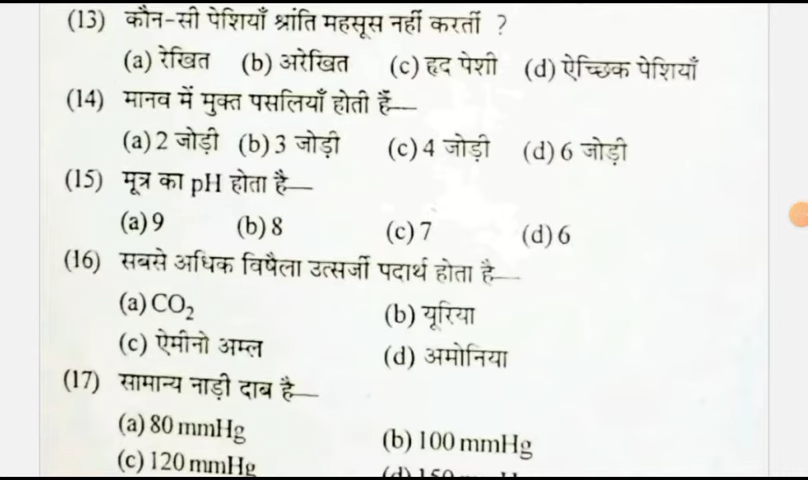 (13) कौन-सी पेशियाँ श्रांति महसूस नहीं करतीं ?
(a) रेखित (b) अरेखित (c) हृद पेशी (d) ऐच्छिक पेशियाँ
(14) मानव में मुक्त पसलियाँ होती हैं—
(a) 2 जोड़ी (b) 3 जोड़ी (c) 4 जोड़ी (d) 6 जोड़ी
(15) मूत्र का pH होता है—
(a) 9 (b) 8 (c) 7 (d) 6
(16) सबसे अधिक विषैला उत्सर्जी पदार्थ होता है—
(a) CO₂ (b) यूरिया
(c) ऐमीनो अम्ल (d) अमोनिया
(17) सामान्य नाड़ी दाब है—
(a) 80 mmHg (b) 100 mmHg
(c) 120 mmHg (d) 150